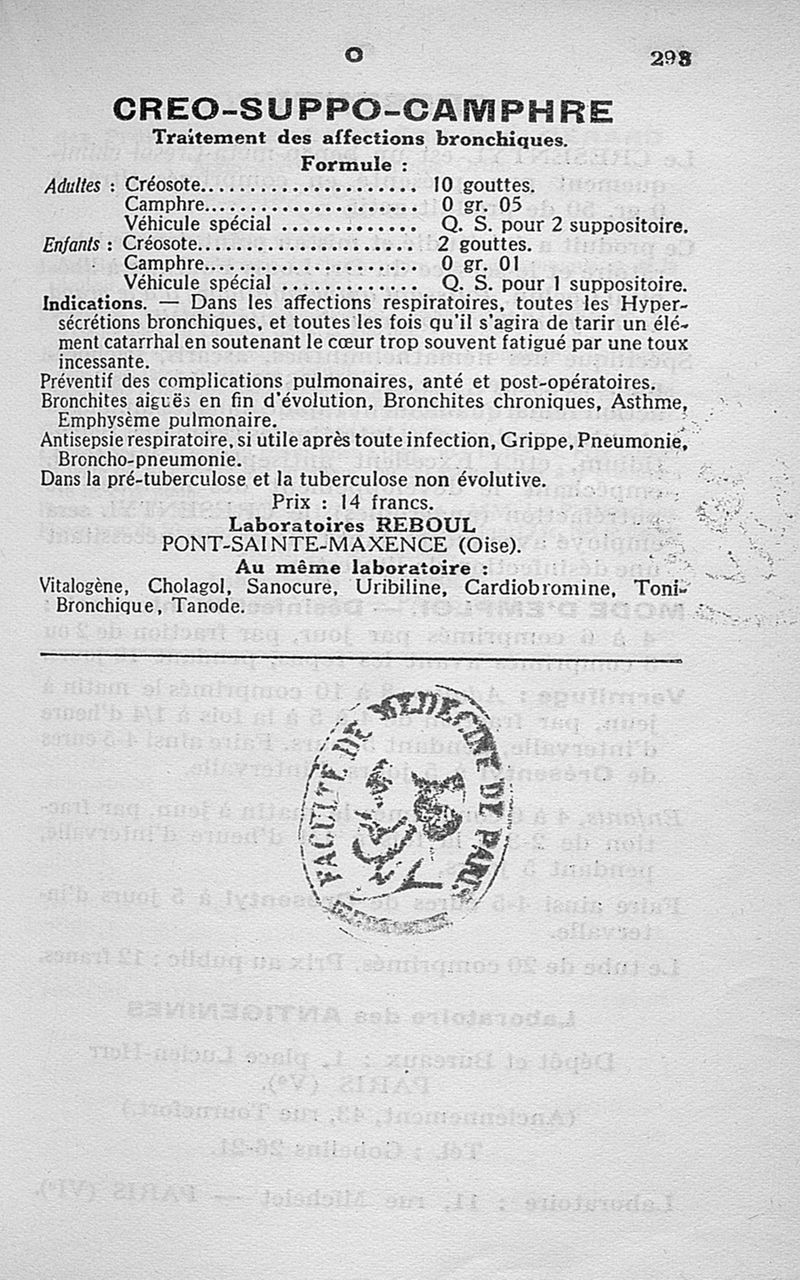 O
298
CREO-SUPPO-CAMPHRE
Traitement des affections bronchiques.
Formule :
Adultes : Créosote...................... 10 gouttes.
Camphre...................... 0 gr. 05
Véhicule spécial .............. Q. S. pour 2 suppositoire.
Enfants : Créosote...................... 2 gouttes.
Camphre...................... 0 gr. 01
Véhicule spécial .............. Q. S. pour 1 suppositoire.
Indications. — Dans les affections respiratoires, toutes les Hyper-
sécrétions bronchiques, et toutes les fois qu'il s'agira de tarir un élé-
ment catarrhal en soutenant le cœur trop souvent fatigué par une toux
incessante.
Préventif des complications pulmonaires, anté et post-opératoires.
Bronchites aiguës en fin d'évolution, Bronchites chroniques, Asthme,
Emphysème pulmonaire.
Antisepsie respiratoire, si utile après toute infection, Grippe, Pneumonie,
Broncho-pneumonie.
Dans la pré-tuberculose et la tuberculose non évolutive.
Prix : 14 francs.
Laboratoires REBOUL
PONT-SAINTE-MAXENCE (Oise).
Au même laboratoire :
Vitalogène, Cholagol, Sanocure, Uribiline, Cardiobromine, Toni-
Bronchique, Tanode.
FACULTE DE MEDECINE DE PARIS